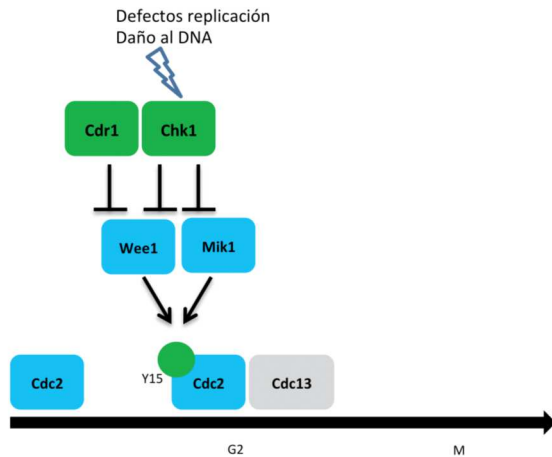 Defectos replicación
Daño al DNA
Cdr1
Chk1
Wee1
Mik1
Cdc2
Y15
Cdc2
Cdc13
G2
M